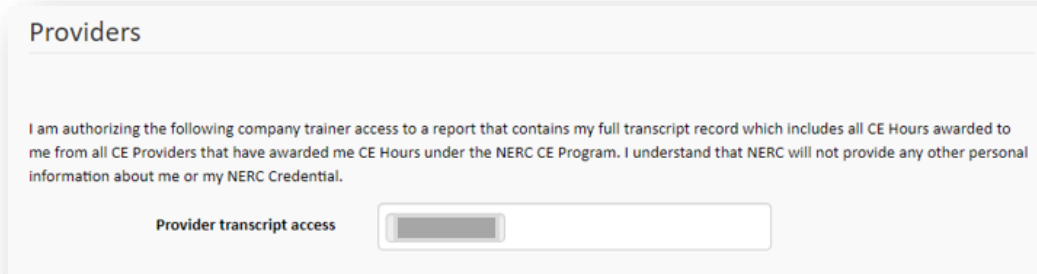 Providers
I am authorizing the following company trainer access to a report that contains my full transcript record which includes all CE Hours awarded to
me from all CE Providers that have awarded me CE Hours under the NERC CE Program. I understand that NERC will not provide any other personal
information about me or my NERC Credential.
Provider transcript access